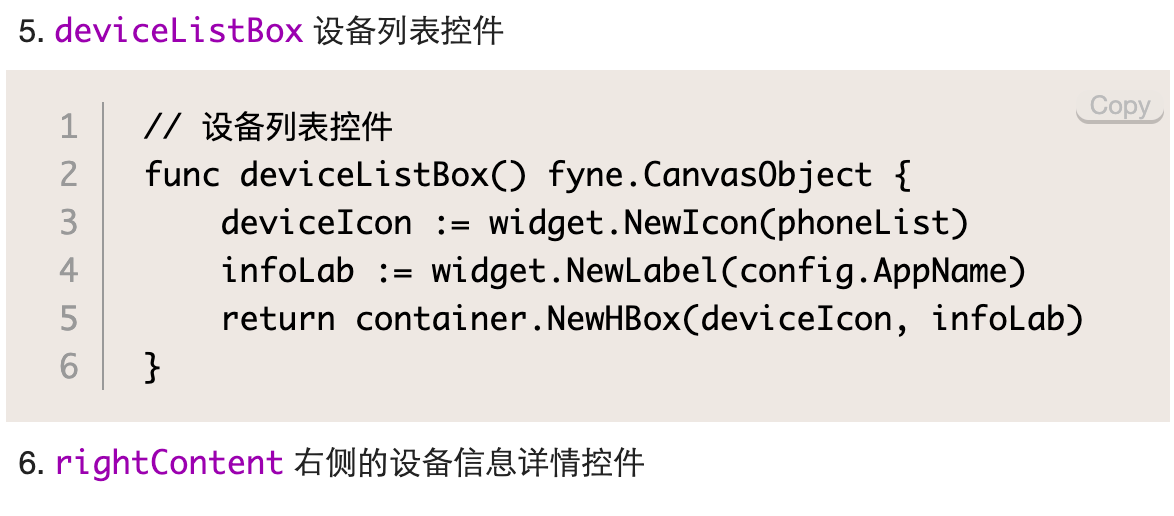 5. deviceListBox 设备列表控件
Copy
1 // 设备列表控件
2 func deviceListBox() fyne.CanvasObject {
3     deviceIcon := widget.NewIcon(phoneList)
4     infoLab := widget.NewLabel(config.AppName)
5     return container.NewHBox(deviceIcon, infoLab)
6 }
6. rightContent 右侧的设备信息详情控件